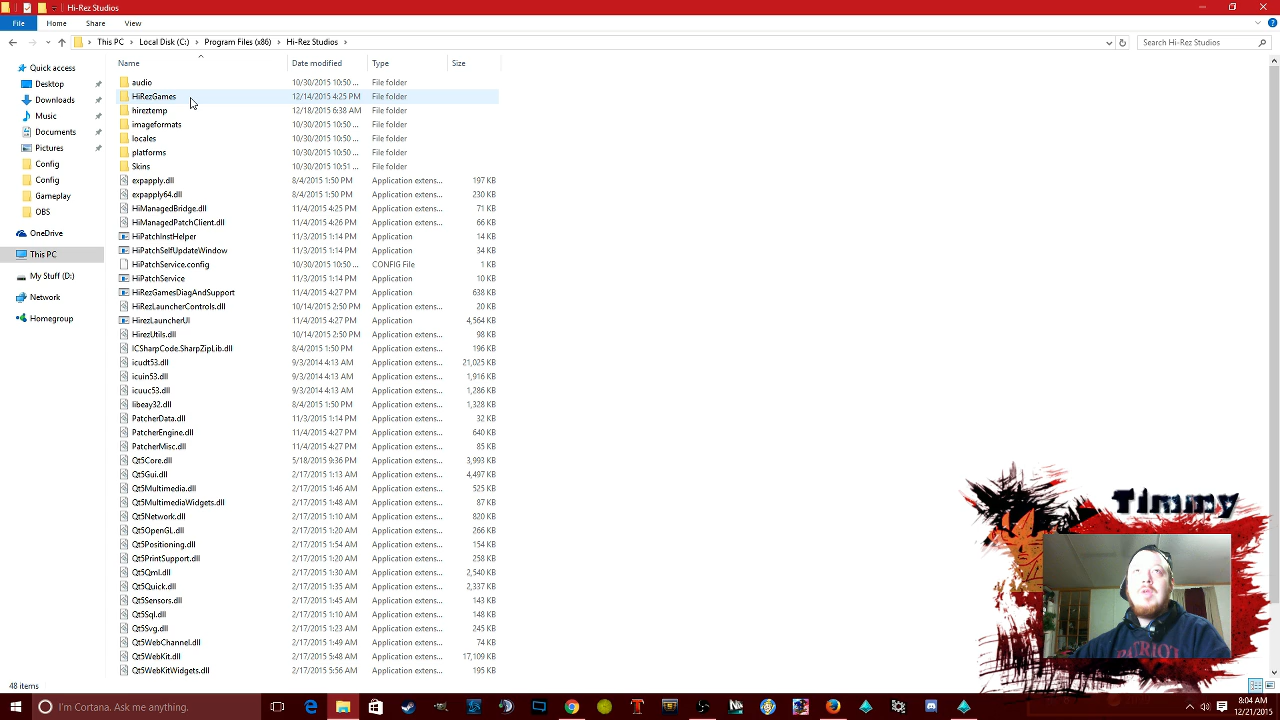 Hi-Rez Studios
File Home Share View
This PC Local Disk (C:) Program Files (x86) Hi-Rez Studios
Search Hi-Rez Studios
Name Date modified Type Size
Quick access
Desktop
Downloads
Music
Documents
Pictures
Config
Config
Gameplay
OBS
OneDrive
This PC
My Stuff (D:)
Network
Homegroup
audio 10/30/2015 10:50 ... File folder
HiRezGames 12/14/2015 4:25 PM File folder
hireztemp 12/18/2015 6:38 AM File folder
imageformats 10/30/2015 10:50 ... File folder
locales 10/30/2015 10:50 ... File folder
platforms 10/30/2015 10:50 ... File folder
Skins 10/30/2015 10:51 ... File folder
expapply.dll 8/4/2015 1:50 PM Application extens... 197 KB
expapply64.dll 8/4/2015 1:50 PM Application extens... 230 KB
HiManagedBridge.dll 11/4/2015 4:25 PM Application extens... 71 KB
HiManagedPatchClient.dll 11/4/2015 4:26 PM Application extens... 66 KB
HiPatchInstHelper 11/3/2015 1:14 PM Application 14 KB
HiPatchSelfUpdateWindow 11/3/2015 1:14 PM Application 34 KB
HiPatchService.config 10/30/2015 10:50 ... CONFIG File 1 KB
HiPatchService 11/3/2015 1:14 PM Application 10 KB
HiRezGamesDiagAndSupport 11/4/2015 4:27 PM Application 638 KB
HiRezLauncherControls.dll 10/14/2015 2:50 PM Application extens... 20 KB
HirezLauncherUI 11/4/2015 4:27 PM Application 4,564 KB
HirezUtils.dll 10/14/2015 2:50 PM Application extens... 98 KB
ICSharpCode.SharpZipLib.dll 8/4/2015 1:50 PM Application extens... 196 KB
icudt53.dll 9/3/2014 4:13 AM Application extens... 21,025 KB
icuin53.dll 9/3/2014 4:13 AM Application extens... 1,916 KB
icuuc53.dll 9/3/2014 4:13 AM Application extens... 1,286 KB
libeay32.dll 8/4/2015 1:50 PM Application extens... 1,328 KB
PatcherData.dll 11/3/2015 1:14 PM Application extens... 32 KB
PatcherEngine.dll 11/4/2015 4:27 PM Application extens... 640 KB
PatcherMisc.dll 11/4/2015 4:27 PM Application extens... 85 KB
Qt5Core.dll 5/18/2015 9:36 PM Application extens... 3,993 KB
Qt5Gui.dll 2/17/2015 1:13 AM Application extens... 4,497 KB
Qt5Multimedia.dll 2/17/2015 1:46 AM Application extens... 525 KB
Qt5MultimediaWidgets.dll 2/17/2015 1:48 AM Application extens... 87 KB
Qt5Network.dll 2/17/2015 1:10 AM Application extens... 820 KB
Qt5OpenGL.dll 2/17/2015 1:20 AM Application extens... 266 KB
Qt5Positioning.dll 2/17/2015 1:54 AM Application extens... 154 KB
Qt5PrintSupport.dll 2/17/2015 1:20 AM Application extens... 258 KB
Qt5Qml.dll 2/17/2015 1:30 AM Application extens... 2,540 KB
Qt5Quick.dll 2/17/2015 1:35 AM Application extens... 2,337 KB
Qt5Sensors.dll 2/17/2015 1:45 AM Application extens... 143 KB
Qt5Sql.dll 2/17/2015 1:10 AM Application extens... 148 KB
Qt5Svg.dll 2/17/2015 1:23 AM Application extens... 245 KB
Qt5WebChannel.dll 2/17/2015 1:49 AM Application extens... 74 KB
Qt5WebKit.dll 2/17/2015 5:48 AM Application extens... 17,109 KB
Qt5WebKitWidgets.dll 2/17/2015 5:56 AM Application extens... 195 KB
Timmy
PATRIOT
48 items
I'm Cortana. Ask me anything.
8:04 AM
12/21/2015